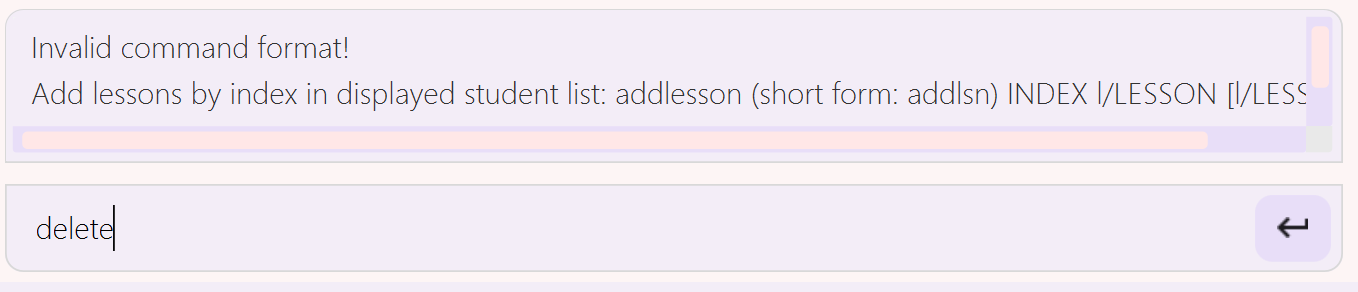 Invalid command format!
Add lessons by index in displayed student list: addlesson (short form: addlsn) INDEX l/LESSON [l/LESS
delete